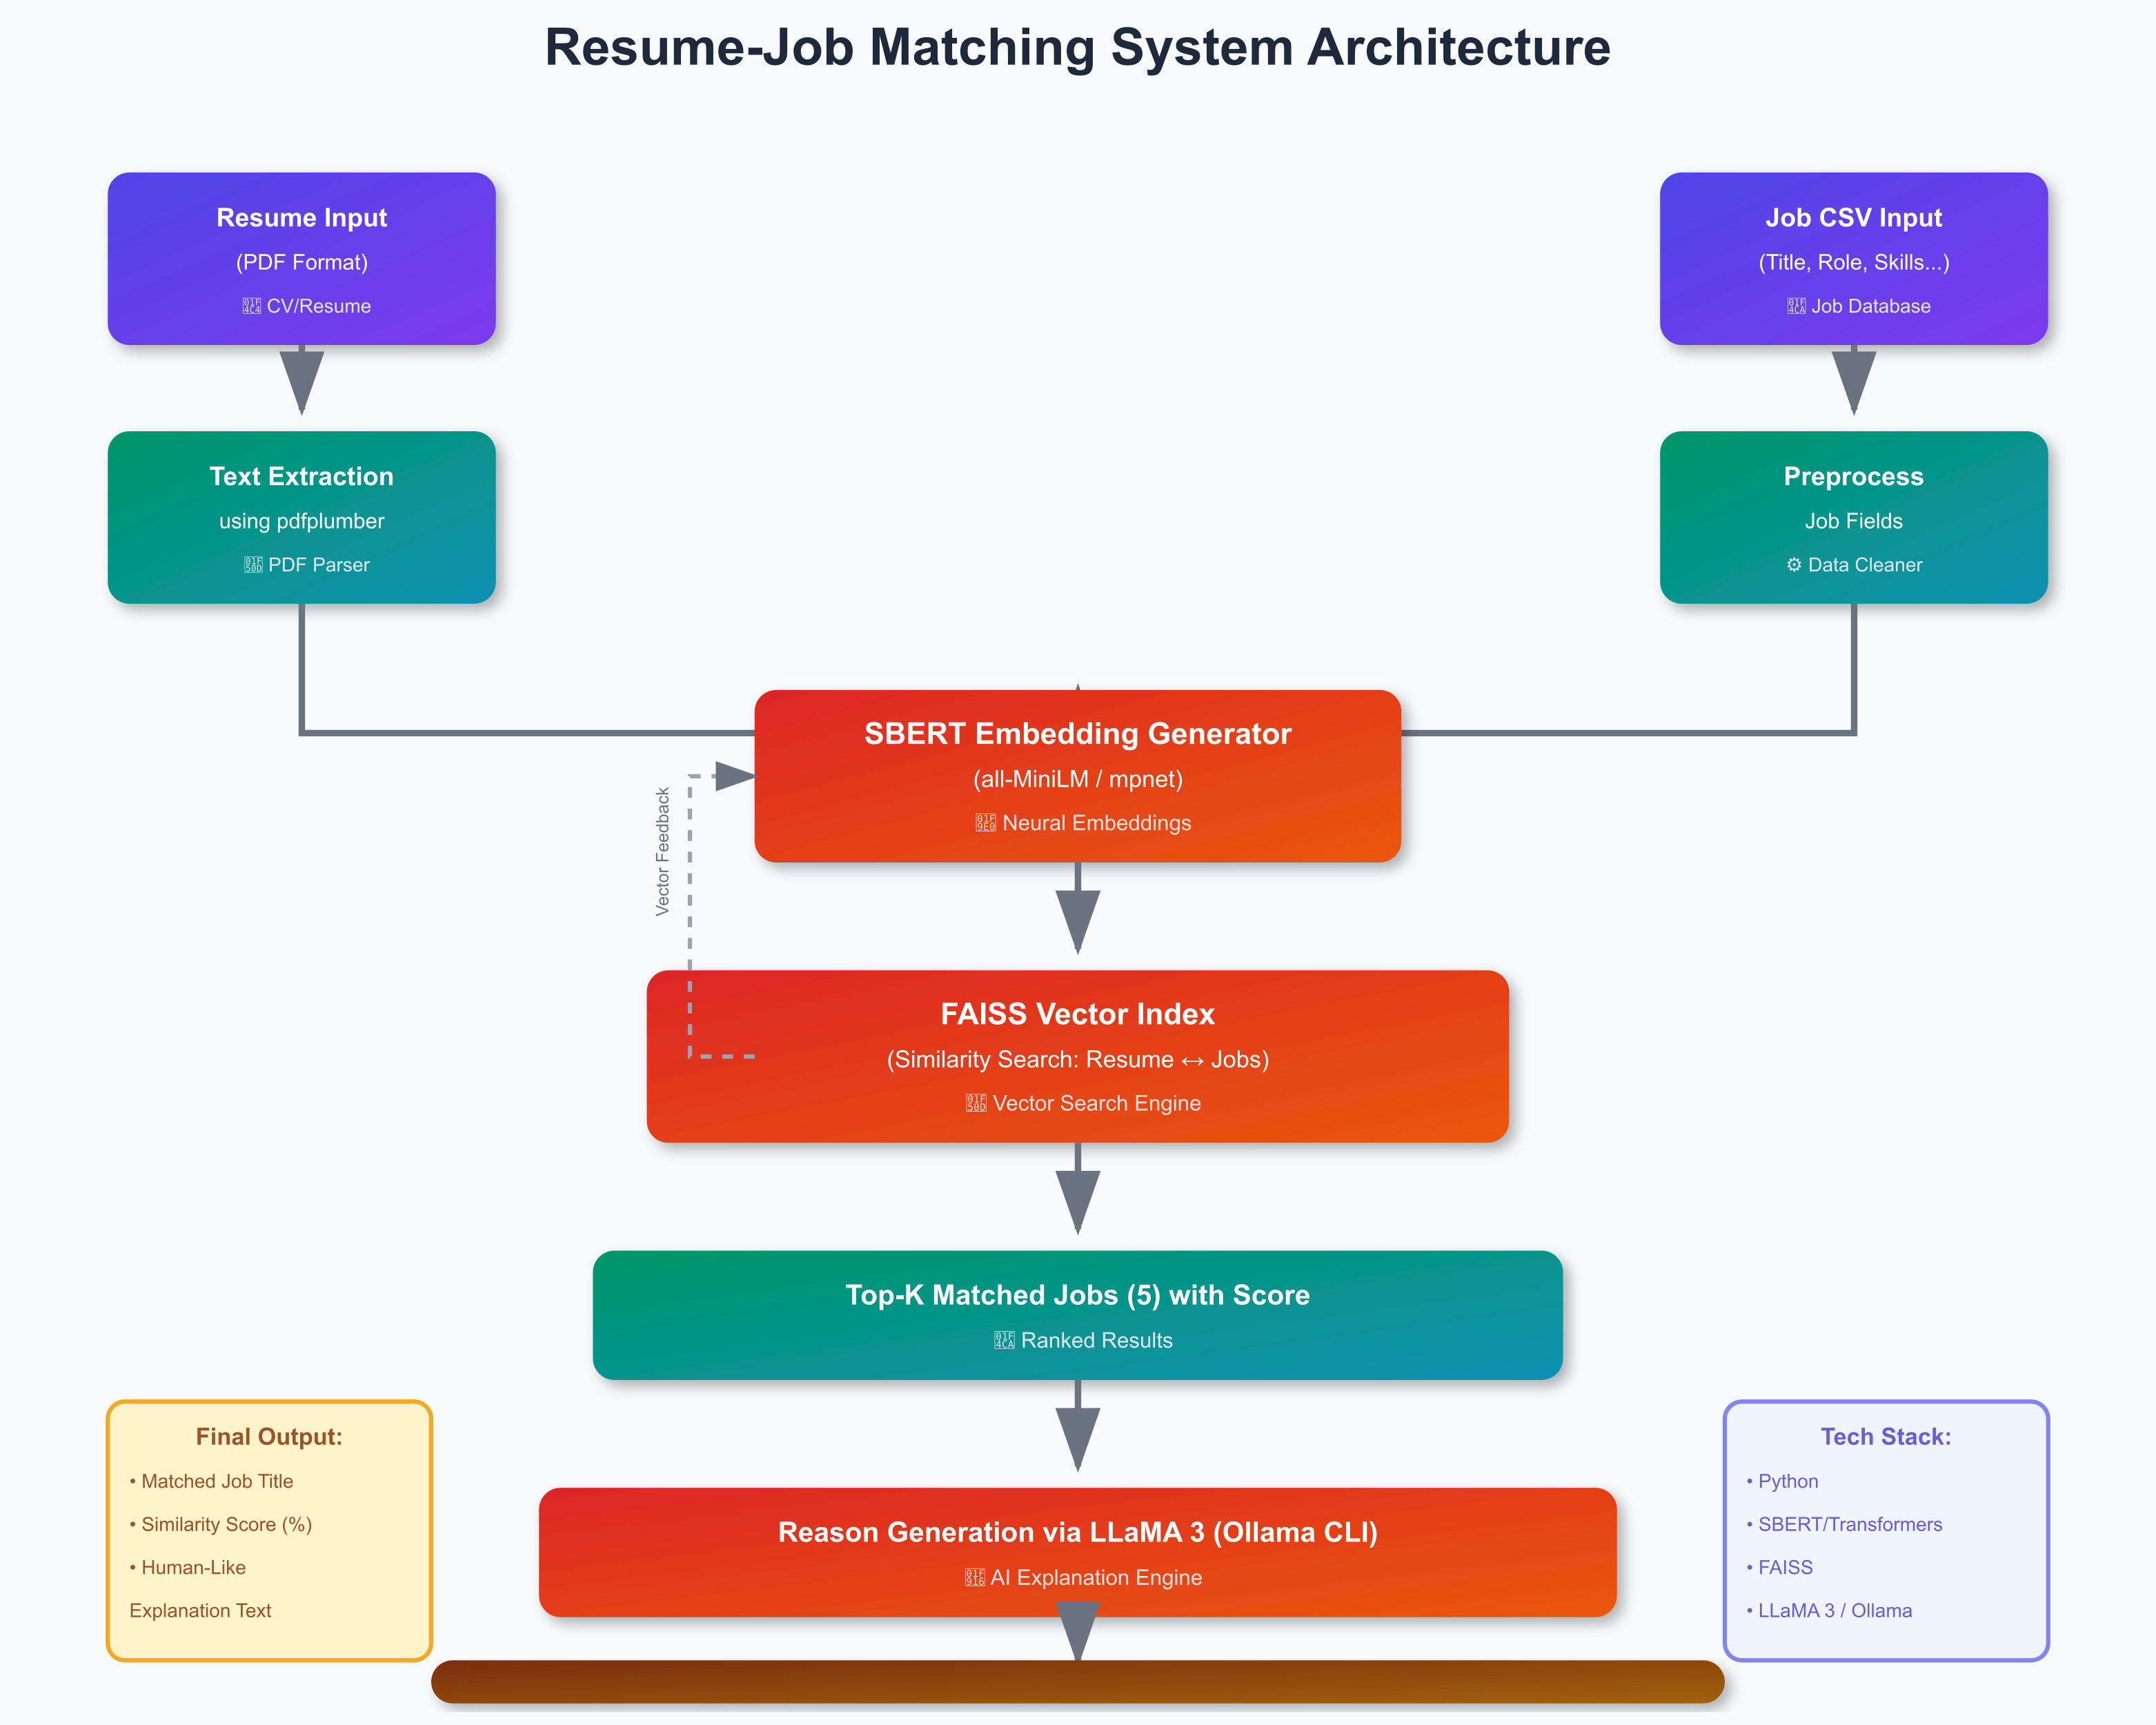 Resume-Job Matching System Architecture
Resume Input
(PDF Format)
CV/Resume
Job CSV Input
(Title, Role, Skills...)
Job Database
Text Extraction
using pdfplumber
PDF Parser
Preprocess
Job Fields
⚙ Data Cleaner
SBERT Embedding Generator
(all-MiniLM / mpnet)
Neural Embeddings
Vector Feedback
FAISS Vector Index
(Similarity Search: Resume ↔ Jobs)
Vector Search Engine
Top-K Matched Jobs (5) with Score
Ranked Results
Reason Generation via LLaMA 3 (Ollama CLI)
AI Explanation Engine
Final Output:
• Matched Job Title
• Similarity Score (%)
• Human-Like
Explanation Text
Tech Stack:
• Python
• SBERT/Transformers
• FAISS
• LLaMA 3 / Ollama